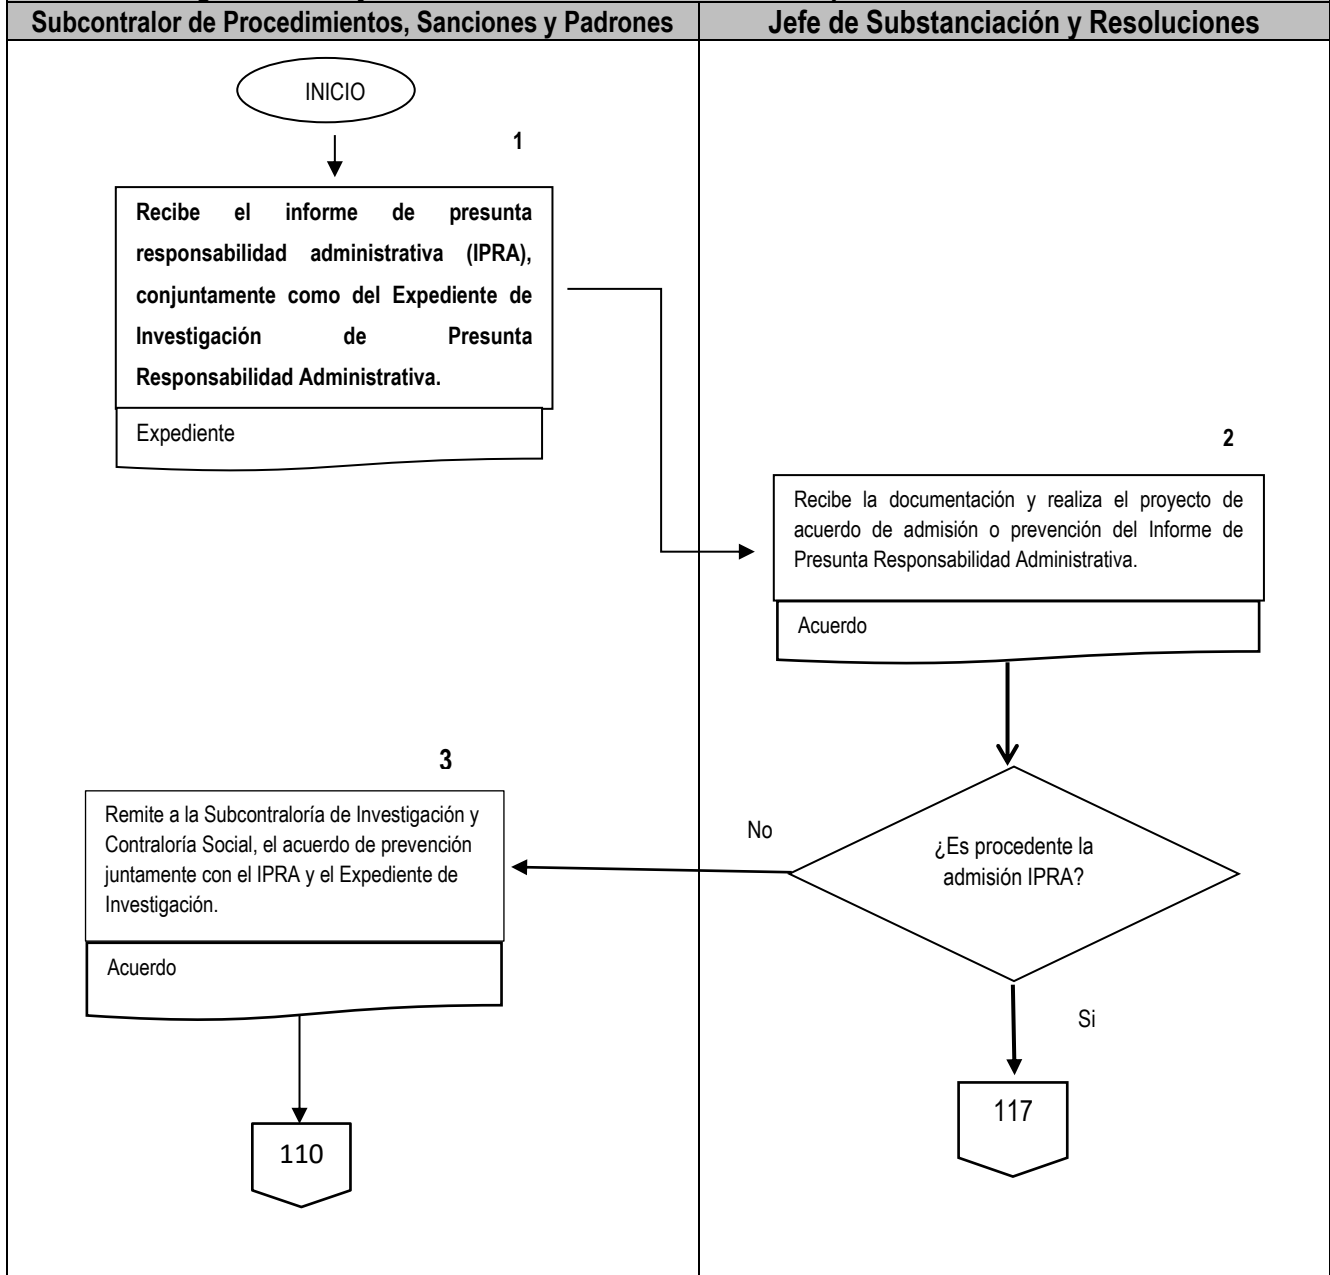 Subcontralor de Procedimientos, Sanciones y Padrones
Jefe de Substanciación y Resoluciones
INICIO
1
Recibe el informe de presunta
responsabilidad administrativa (IPRA),
conjuntamente como del Expediente de
Investigación de Presunta
Responsabilidad Administrativa.
Expediente
2
Recibe la documentación y realiza el proyecto de
acuerdo de admisión o prevención del Informe de
Presunta Responsabilidad Administrativa.
Acuerdo
3
Remite a la Subcontraloría de Investigación y
Contraloría Social, el acuerdo de prevención
juntamente con el IPRA y el Expediente de
Investigación.
Acuerdo
No
¿Es procedente la
admisión IPRA?
Si
117
110